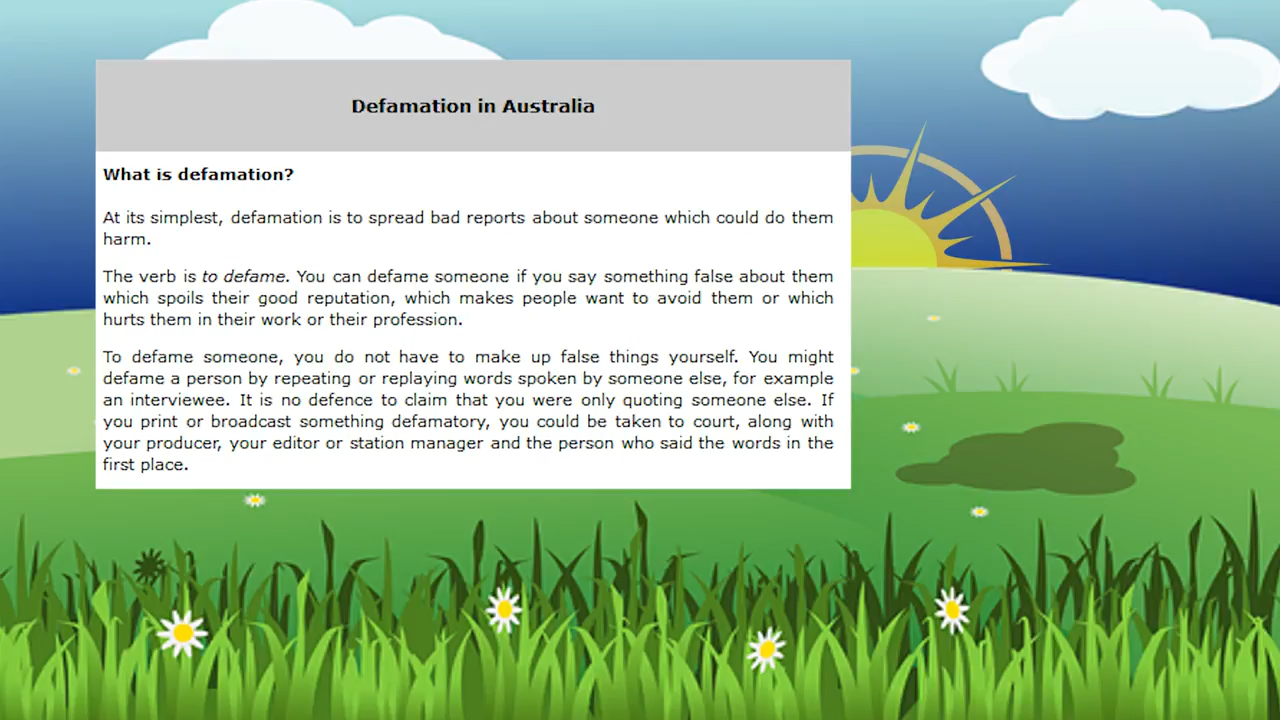 Defamation in Australia
What is defamation?
At its simplest, defamation is to spread bad reports about someone which could do them
harm.
The verb is to defame. You can defame someone if you say something false about them
which spoils their good reputation, which makes people want to avoid them or which
hurts them in their work or their profession.
To defame someone, you do not have to make up false things yourself. You might
defame a person by repeating or replaying words spoken by someone else, for example
an interviewee. It is no defence to claim that you were only quoting someone else. If
you print or broadcast something defamatory, you could be taken to court, along with
your producer, your editor or station manager and the person who said the words in the
first place.